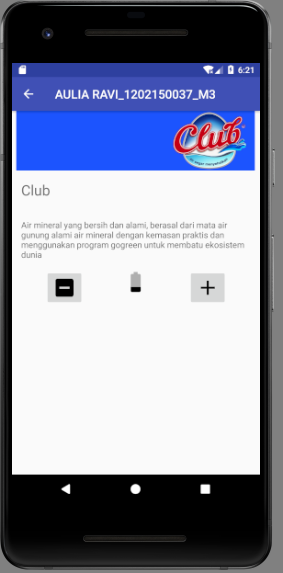 6:21
AULIA RAVI_1202150037_M3
Club
Club
Air mineral yang bersih dan alami, berasal dari mata air
gunung alami air mineral dengan kemasan praktis dan
menggunakan program gogreen untuk membatu ekosistem
dunia